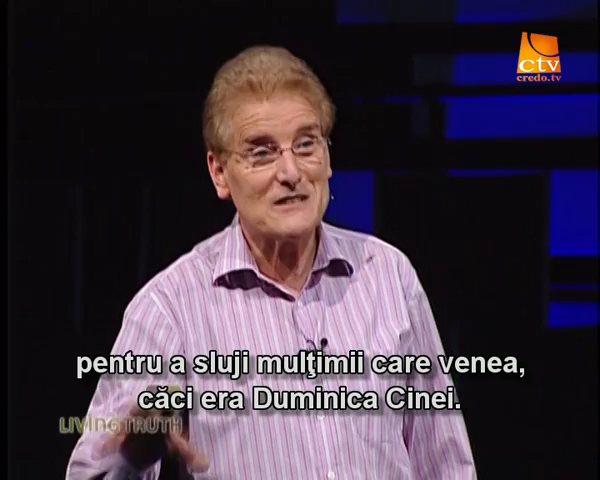 ctv
credo.tv
pentru a sluji mulţimii care venea,
căci era Duminica Cinei.
LIVINGTRUTH